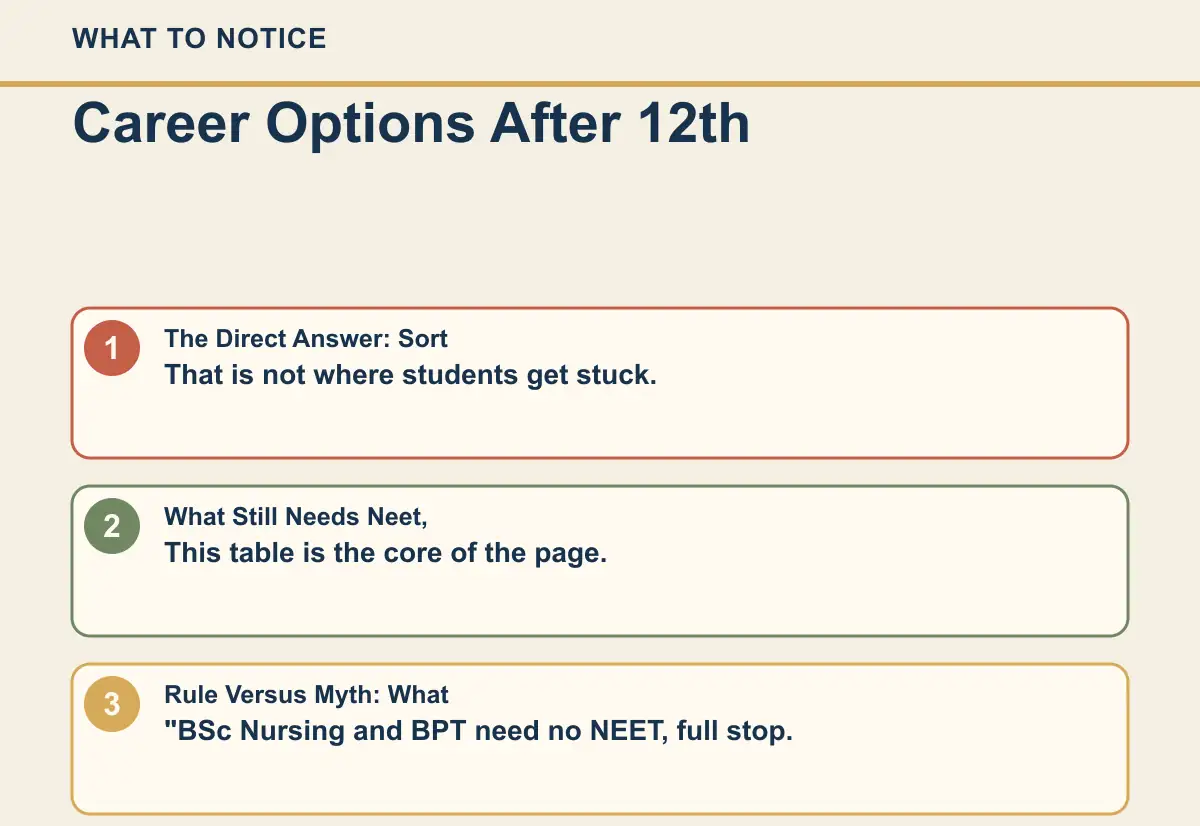 WHAT TO NOTICE
Career Options After 12th
1
The Direct Answer: Sort
That is not where students get stuck.
2
What Still Needs Neet,
This table is the core of the page.
3
Rule Versus Myth: What
"BSc Nursing and BPT need no NEET, full stop.